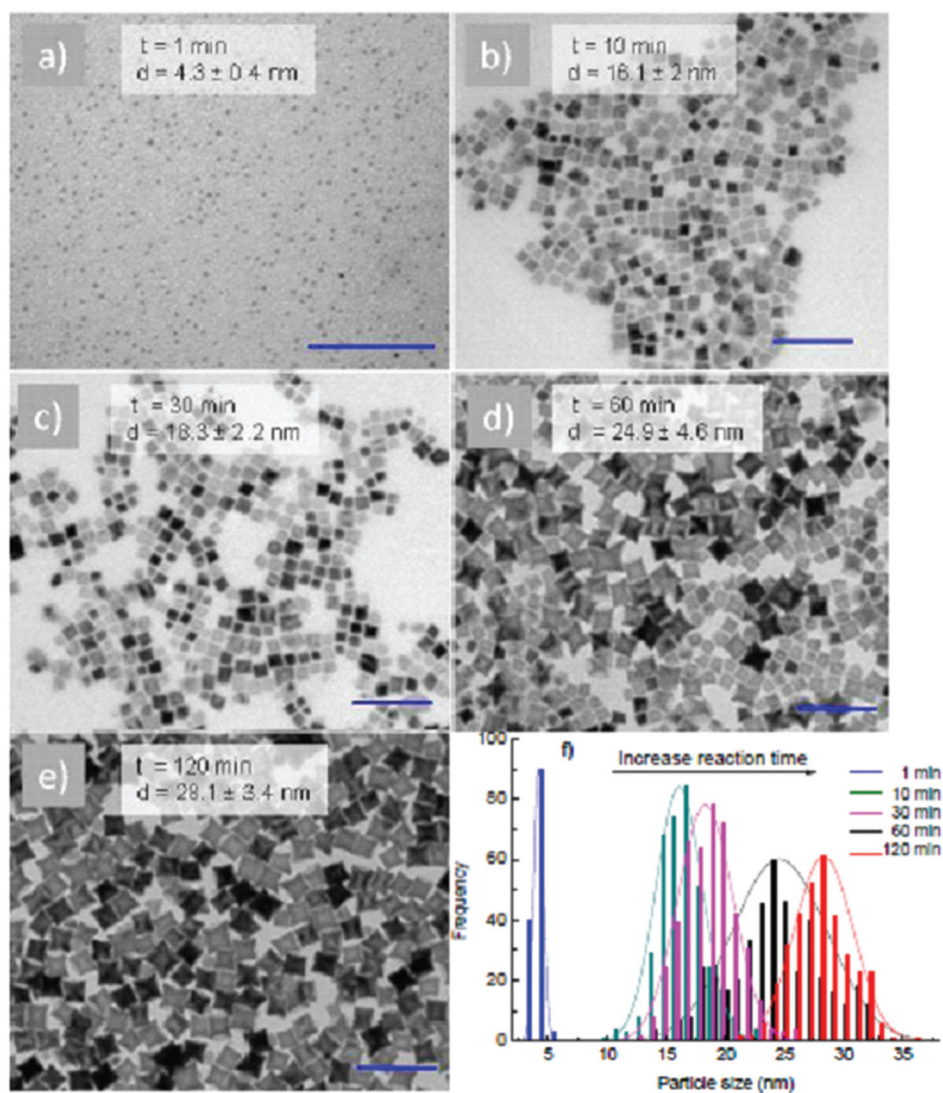 a)
t = 1 min
d = 4.3 ± 0.4 nm
b)
t = 10 min
d = 16.1 ± 2 nm
c)
t = 30 min
d = 18.3 ± 2.2 nm
d)
t = 60 min
d = 24.9 ± 4.6 nm
e)
t = 120 min
d = 28.1 ± 3.4 nm
f)
Increase reaction time
1 min
10 min
30 min
60 min
120 min
Frequency
100
80
60
40
20
0
5
10
15
20
25
30
35
Particle size (nm)